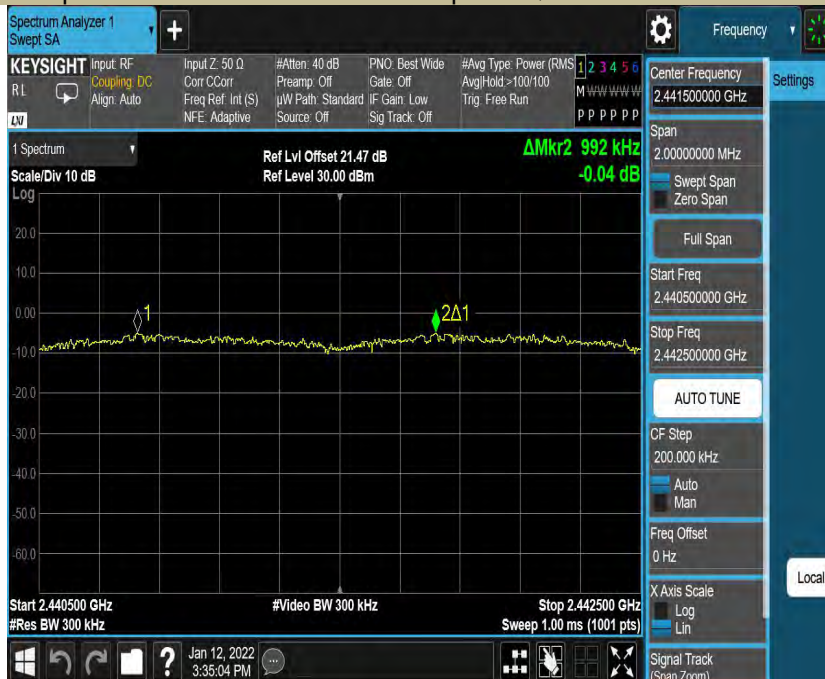 Spectrum Analyzer 1
Swept SA
+
Frequency
KEYSIGHT
RL
LXI
Input: RF
Coupling: DC
Align: Auto
Input Z: 50 Ω
Corr CCorr
Freq Ref: Int (S)
NFE: Adaptive
#Atten: 40 dB
Preamp: Off
µW Path: Standard
Source: Off
PNO: Best Wide
Gate: Off
IF Gain: Low
Sig Track: Off
#Avg Type: Power (RMS
Avg|Hold:>100/100
Trig: Free Run
1 2 3 4 5 6
M W W W W W
P P P P P P
Center Frequency
2.441500000 GHz
Settings
Span
2.00000000 MHz
Swept Span
Zero Span
Full Span
Start Freq
2.440500000 GHz
Stop Freq
2.442500000 GHz
AUTO TUNE
CF Step
200.000 kHz
Auto
Man
Freq Offset
0 Hz
X Axis Scale
Log
Lin
Signal Track
(Span Zoom)
Local
1 Spectrum
Scale/Div 10 dB
Log
Ref Lvl Offset 21.47 dB
Ref Level 30.00 dBm
ΔMkr2 992 kHz
-0.04 dB
20.0
10.0
0.00
-10.0
-20.0
-30.0
-40.0
-50.0
-60.0
1
2Δ1
Start 2.440500 GHz
#Res BW 300 kHz
#Video BW 300 kHz
Stop 2.442500 GHz
Sweep 1.00 ms (1001 pts)
?
Jan 12, 2022
3:35:04 PM